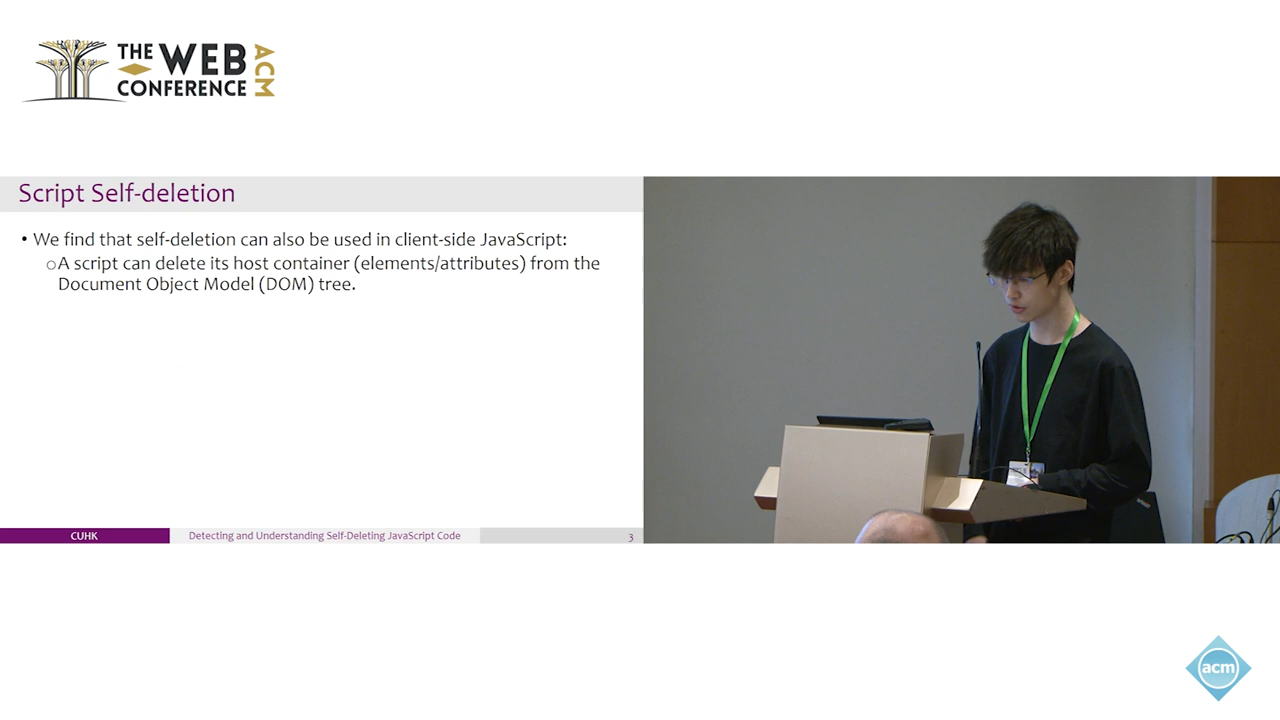 THE WEB
CONFERENCE
ACM
Script Self-deletion
• We find that self-deletion can also be used in client-side JavaScript:
○A script can delete its host container (elements/attributes) from the
Document Object Model (DOM) tree.
CUHK
Detecting and Understanding Self-Deleting JavaScript Code
3
acm